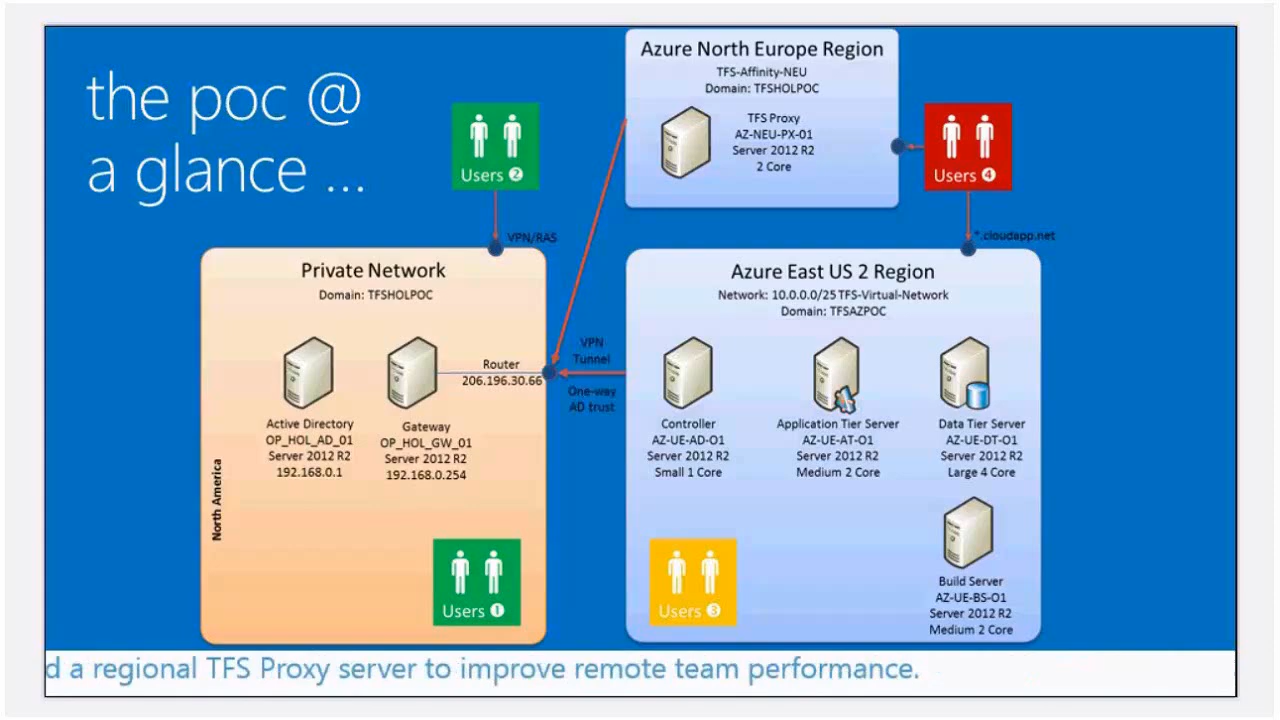 the poc @
a glance ...
Users ❷
VPN/RAS
Azure North Europe Region
TFS-Affinity-NEU
Domain: TFSHOLPOC
TFS Proxy
AZ-NEU-PX-01
Server 2012 R2
2 Core
Users ❹
*.cloudapp.net
Private Network
Domain: TFSHOLPOC
Active Directory
OP_HOL_AD_01
Server 2012 R2
192.168.0.1
Gateway
OP_HOL_GW_01
Server 2012 R2
192.168.0.254
Router
206.196.30.66
North America
Users ❶
VPN
Tunnel
One-way
AD trust
Azure East US 2 Region
Network: 10.0.0.0/25 TFS-Virtual-Network
Domain: TFSAZPOC
Controller
AZ-UE-AD-O1
Server 2012 R2
Small 1 Core
Application Tier Server
AZ-UE-AT-O1
Server 2012 R2
Medium 2 Core
Data Tier Server
AZ-UE-DT-O1
Server 2012 R2
Large 4 Core
Users ❸
Build Server
AZ-UE-BS-O1
Server 2012 R2
Medium 2 Core
d a regional TFS Proxy server to improve remote team performance.